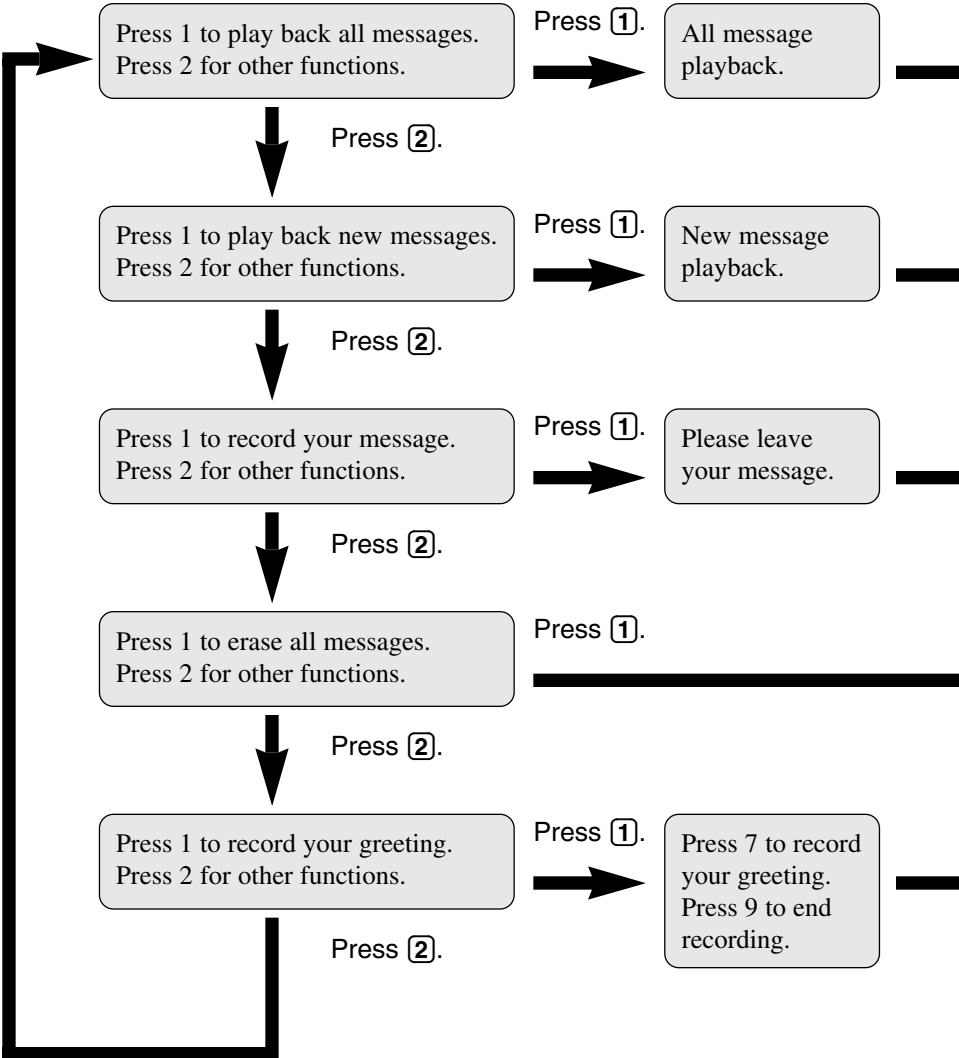 Press 1 to play back all messages.
Press 2 for other functions.
Press 1.
All message
playback.
Press 2.
Press 1 to play back new messages.
Press 2 for other functions.
Press 1.
New message
playback.
Press 2.
Press 1 to record your message.
Press 2 for other functions.
Press 1.
Please leave
your message.
Press 2.
Press 1 to erase all messages.
Press 2 for other functions.
Press 1.
Press 2.
Press 1 to record your greeting.
Press 2 for other functions.
Press 1.
Press 7 to record
your greeting.
Press 9 to end
recording.
Press 2.